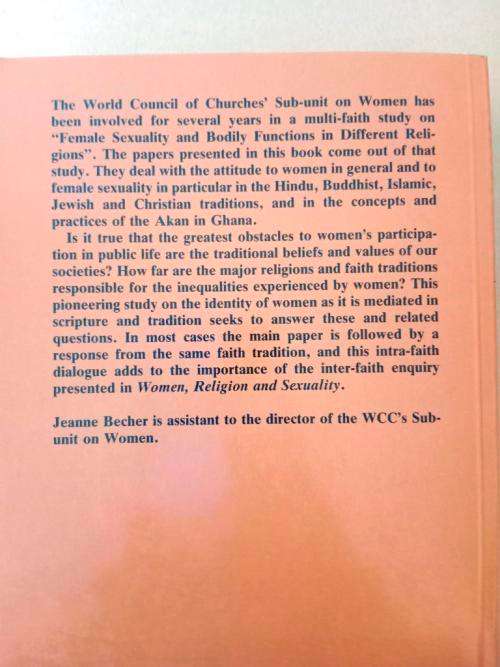 The World Council of Churches' Sub-unit on Women has
been involved for several years in a multi-faith study on
“Female Sexuality and Bodily Functions in Different Reli-
gions”. The papers presented in this book come out of that
study. They deal with the attitude to women in general and to
female sexuality in particular in the Hindu, Buddhist, Islamic,
Jewish and Christian traditions, and in the concepts and
practices of the Akan in Ghana.
Is it true that the greatest obstacles to women's participa-
tion in public life are the traditional beliefs and values of our
societies? How far are the major religions and faith traditions
responsible for the inequalities experienced by women? This
pioneering study on the identity of women as it is mediated in
scripture and tradition seeks to answer these and related
questions. In most cases the main paper is followed by a
response from the same faith tradition, and this intra-faith
dialogue adds to the importance of the inter-faith enquiry
presented in Women, Religion and Sexuality.
Jeanne Becher is assistant to the director of the WCC's Sub-
unit on Women.